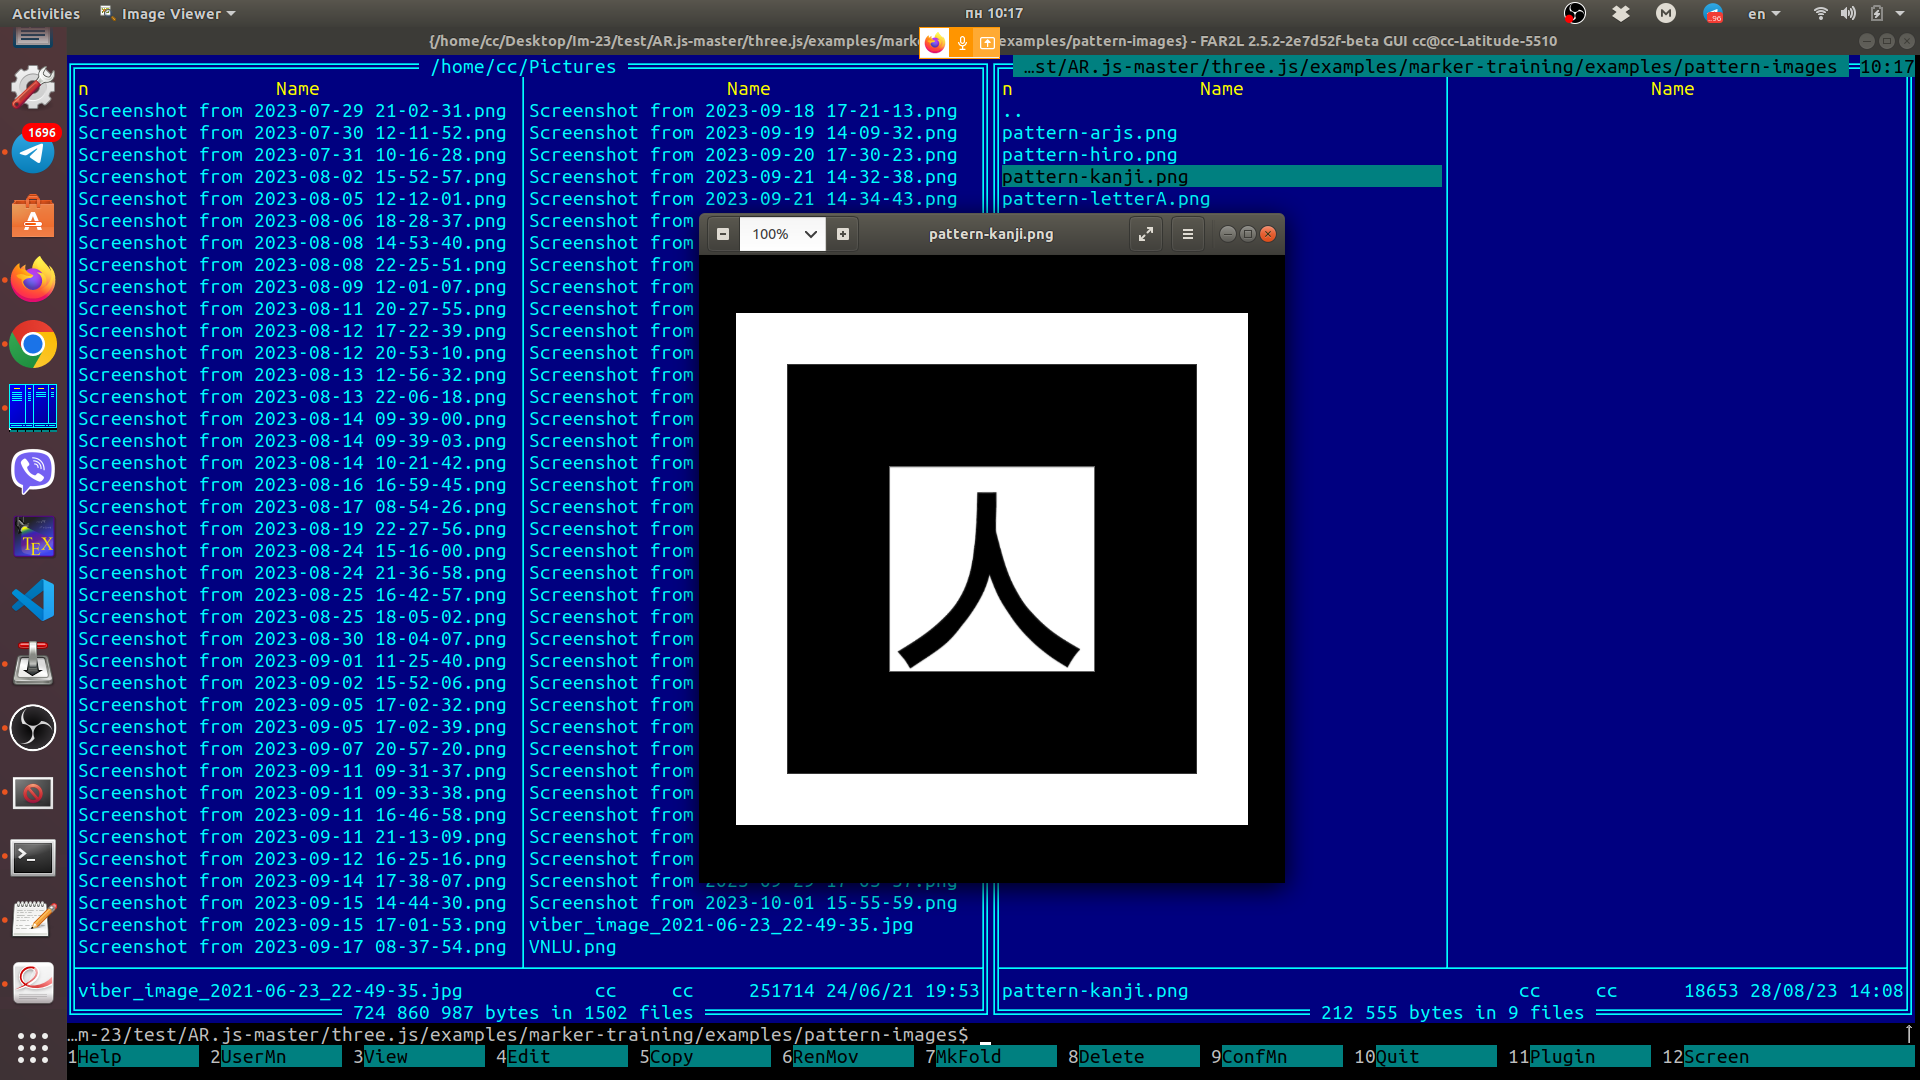 Activities Image Viewer пн 10:17 M 96 en
{/home/cc/Desktop/Im-23/test/AR.js-master/three.js/examples/mark examples/pattern-images} - FAR2L 2.5.2-2e7d52f-beta GUI cc@cc-Latitude-5510
/home/cc/Pictures
…st/AR.js-master/three.js/examples/marker-training/examples/pattern-images 10:17
n Name Name
n Name Name
Screenshot from 2023-07-29 21-02-31.png Screenshot from 2023-09-18 17-21-13.png ..
Screenshot from 2023-07-30 12-11-52.png Screenshot from 2023-09-19 14-09-32.png pattern-arjs.png
Screenshot from 2023-07-31 10-16-28.png Screenshot from 2023-09-20 17-30-23.png pattern-hiro.png
Screenshot from 2023-08-02 15-52-57.png Screenshot from 2023-09-21 14-32-38.png pattern-kanji.png
Screenshot from 2023-08-05 12-12-01.png Screenshot from 2023-09-21 14-34-43.png pattern-letterA.png
Screenshot from 2023-08-06 18-28-37.png Screenshot from
Screenshot from 2023-08-08 14-53-40.png Screenshot from
Screenshot from 2023-08-08 22-25-51.png Screenshot from
Screenshot from 2023-08-09 12-01-07.png Screenshot from
Screenshot from 2023-08-11 20-27-55.png Screenshot from
Screenshot from 2023-08-12 17-22-39.png Screenshot from
Screenshot from 2023-08-12 20-53-10.png Screenshot from
Screenshot from 2023-08-13 12-56-32.png Screenshot from
Screenshot from 2023-08-13 22-06-18.png Screenshot from
Screenshot from 2023-08-14 09-39-00.png Screenshot from
Screenshot from 2023-08-14 09-39-03.png Screenshot from
Screenshot from 2023-08-14 10-21-42.png Screenshot from
Screenshot from 2023-08-16 16-59-45.png Screenshot from
Screenshot from 2023-08-17 08-54-26.png Screenshot from
Screenshot from 2023-08-19 22-27-56.png Screenshot from
Screenshot from 2023-08-24 15-16-00.png Screenshot from
Screenshot from 2023-08-24 21-36-58.png Screenshot from
Screenshot from 2023-08-25 16-42-57.png Screenshot from
Screenshot from 2023-08-25 18-05-02.png Screenshot from
Screenshot from 2023-08-30 18-04-07.png Screenshot from
Screenshot from 2023-09-01 11-25-40.png Screenshot from
Screenshot from 2023-09-02 15-52-06.png Screenshot from
Screenshot from 2023-09-05 17-02-32.png Screenshot from
Screenshot from 2023-09-05 17-02-39.png Screenshot from
Screenshot from 2023-09-07 20-57-20.png Screenshot from
Screenshot from 2023-09-11 09-31-37.png Screenshot from
Screenshot from 2023-09-11 09-33-38.png Screenshot from
Screenshot from 2023-09-11 16-46-58.png Screenshot from
Screenshot from 2023-09-11 21-13-09.png Screenshot from
Screenshot from 2023-09-12 16-25-16.png Screenshot from
Screenshot from 2023-09-14 17-38-07.png Screenshot from
Screenshot from 2023-09-15 14-44-30.png Screenshot from 2023-10-01 15-55-59.png
Screenshot from 2023-09-15 17-01-53.png viber_image_2021-06-23_22-49-35.jpg
Screenshot from 2023-09-17 08-37-54.png VNLU.png
100% pattern-kanji.png
人
viber_image_2021-06-23_22-49-35.jpg cc cc 251714 24/06/21 19:53
724 860 987 bytes in 1502 files
pattern-kanji.png cc cc 18653 28/08/23 14:08
212 555 bytes in 9 files
…m-23/test/AR.js-master/three.js/examples/marker-training/examples/pattern-images$
1Help 2UserMn 3View 4Edit 5Copy 6RenMov 7MkFold 8Delete 9ConfMn 10Quit 11Plugin 12Screen
1696
A
TEX
>_